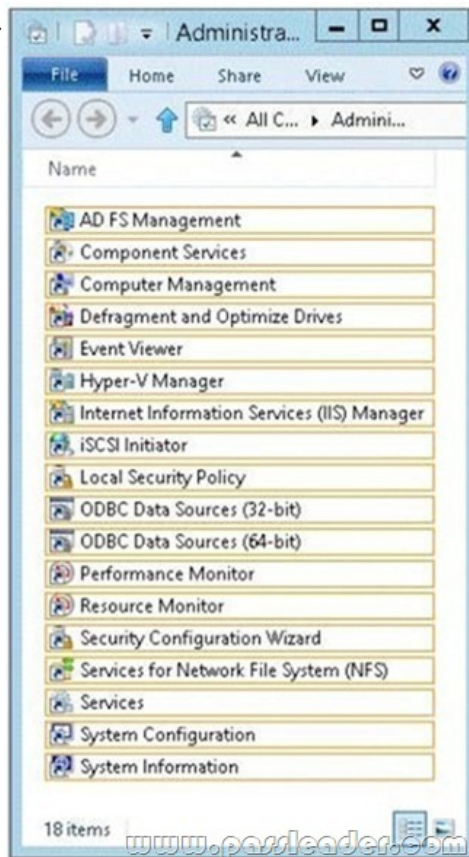 Administra...
File Home Share View
« All C... ▸ Admini...
Name
AD FS Management
Component Services
Computer Management
Defragment and Optimize Drives
Event Viewer
Hyper-V Manager
Internet Information Services (IIS) Manager
iSCSI Initiator
Local Security Policy
ODBC Data Sources (32-bit)
ODBC Data Sources (64-bit)
Performance Monitor
Resource Monitor
Security Configuration Wizard
Services for Network File System (NFS)
Services
System Configuration
System Information
18 items
www.passleader.com